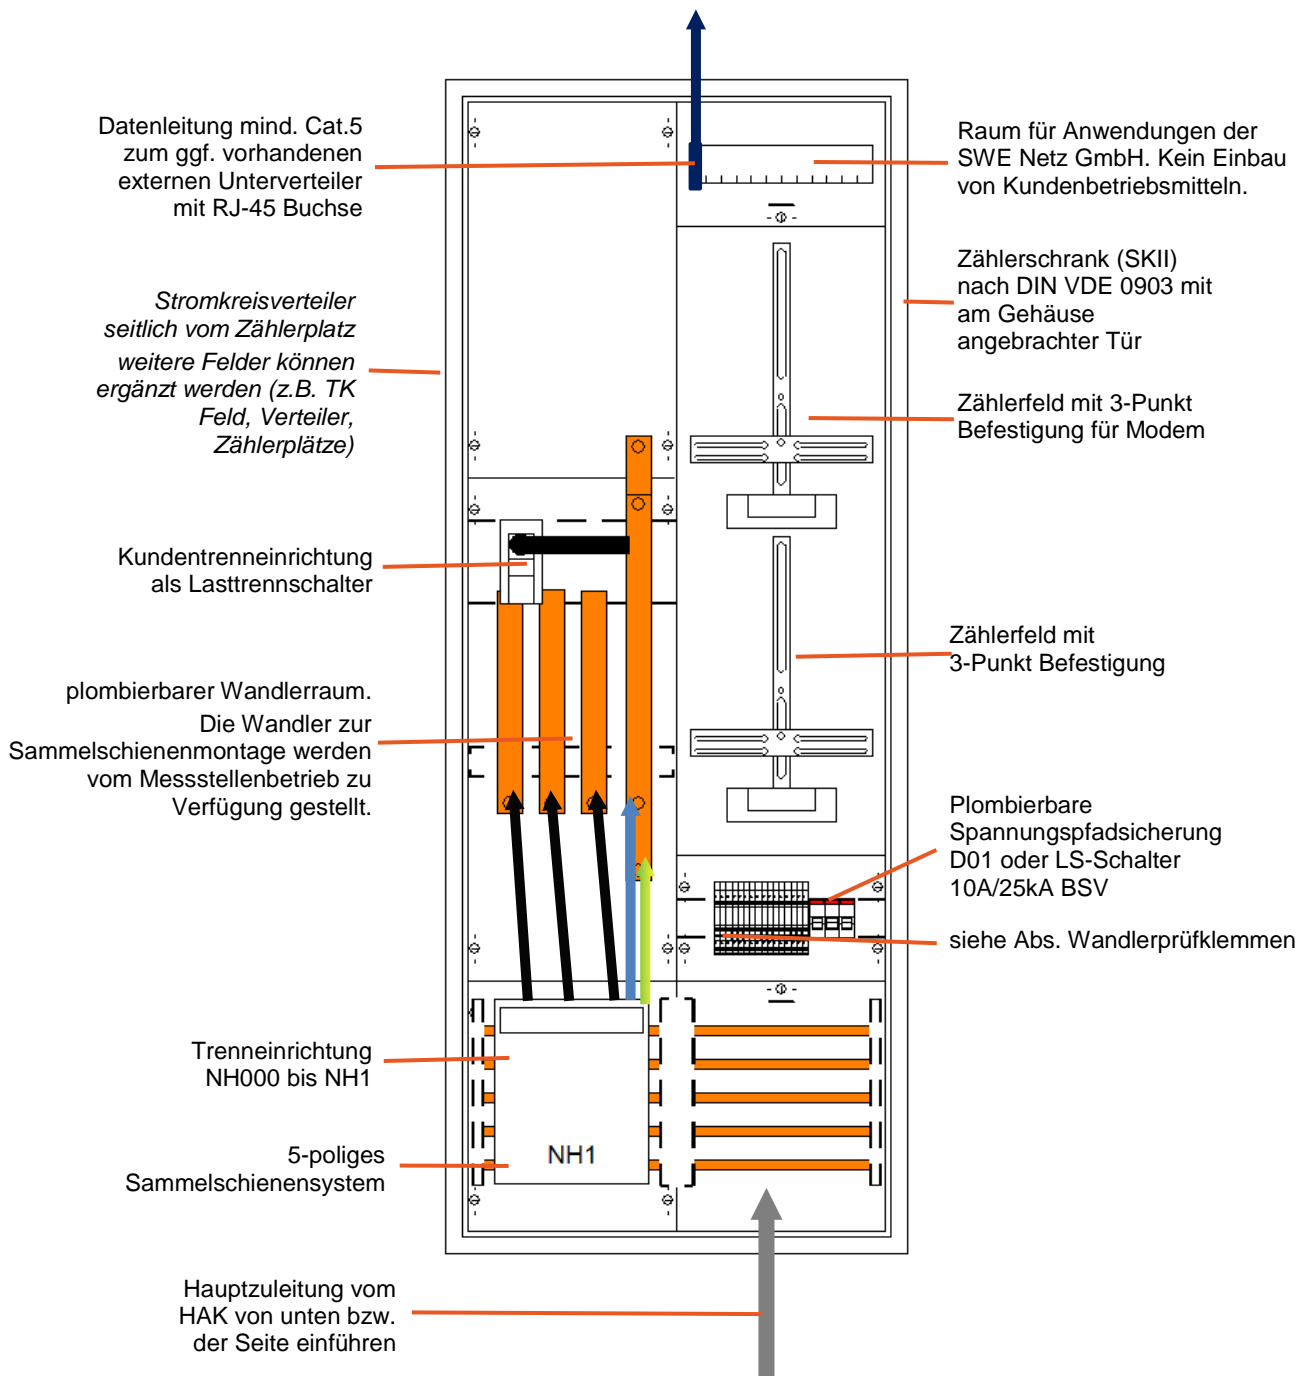 Datenleitung mind. Cat.5
zum ggf. vorhandenen
externen Unterverteiler
mit RJ-45 Buchse
Stromkreisverteiler
seitlich vom Zählerplatz
weitere Felder können
ergänzt werden (z.B. TK
Feld, Verteiler,
Zählerplätze)
Kundentrenneinrichtung
als Lasttrennschalter
plombierbarer Wandlerraum.
Die Wandler zur
Sammelschienenmontage werden
vom Messstellenbetrieb zu
Verfügung gestellt.
Trenneinrichtung
NH000 bis NH1
5-poliges
Sammelschienensystem
Hauptzuleitung vom
HAK von unten bzw.
der Seite einführen
NH1
Raum für Anwendungen der
SWE Netz GmbH. Kein Einbau
von Kundenbetriebsmitteln.
Zählerschrank (SKII)
nach DIN VDE 0903 mit
am Gehäuse
angebrachter Tür
Zählerfeld mit 3-Punkt
Befestigung für Modem
Zählerfeld mit
3-Punkt Befestigung
Plombierbare
Spannungspfadsicherung
D01 oder LS-Schalter
10A/25kA BSV
siehe Abs. Wandlerprüfklemmen